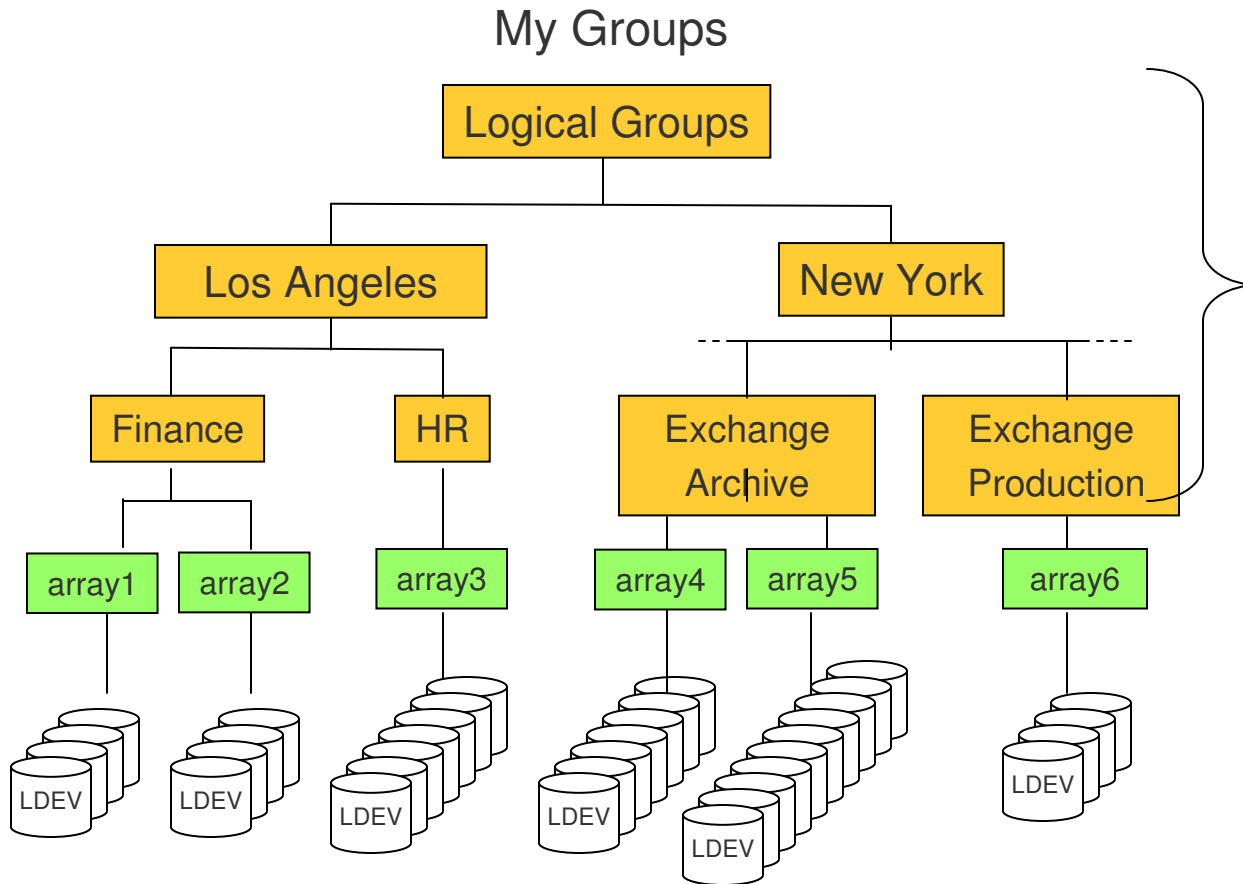 My Groups
Logical Groups
Los Angeles
New York
Finance
HR
Exchange
Archive
Exchange
Production
array1
array2
array3
array4
array5
array6
LDEV
LDEV
LDEV
LDEV
LDEV
LDEV